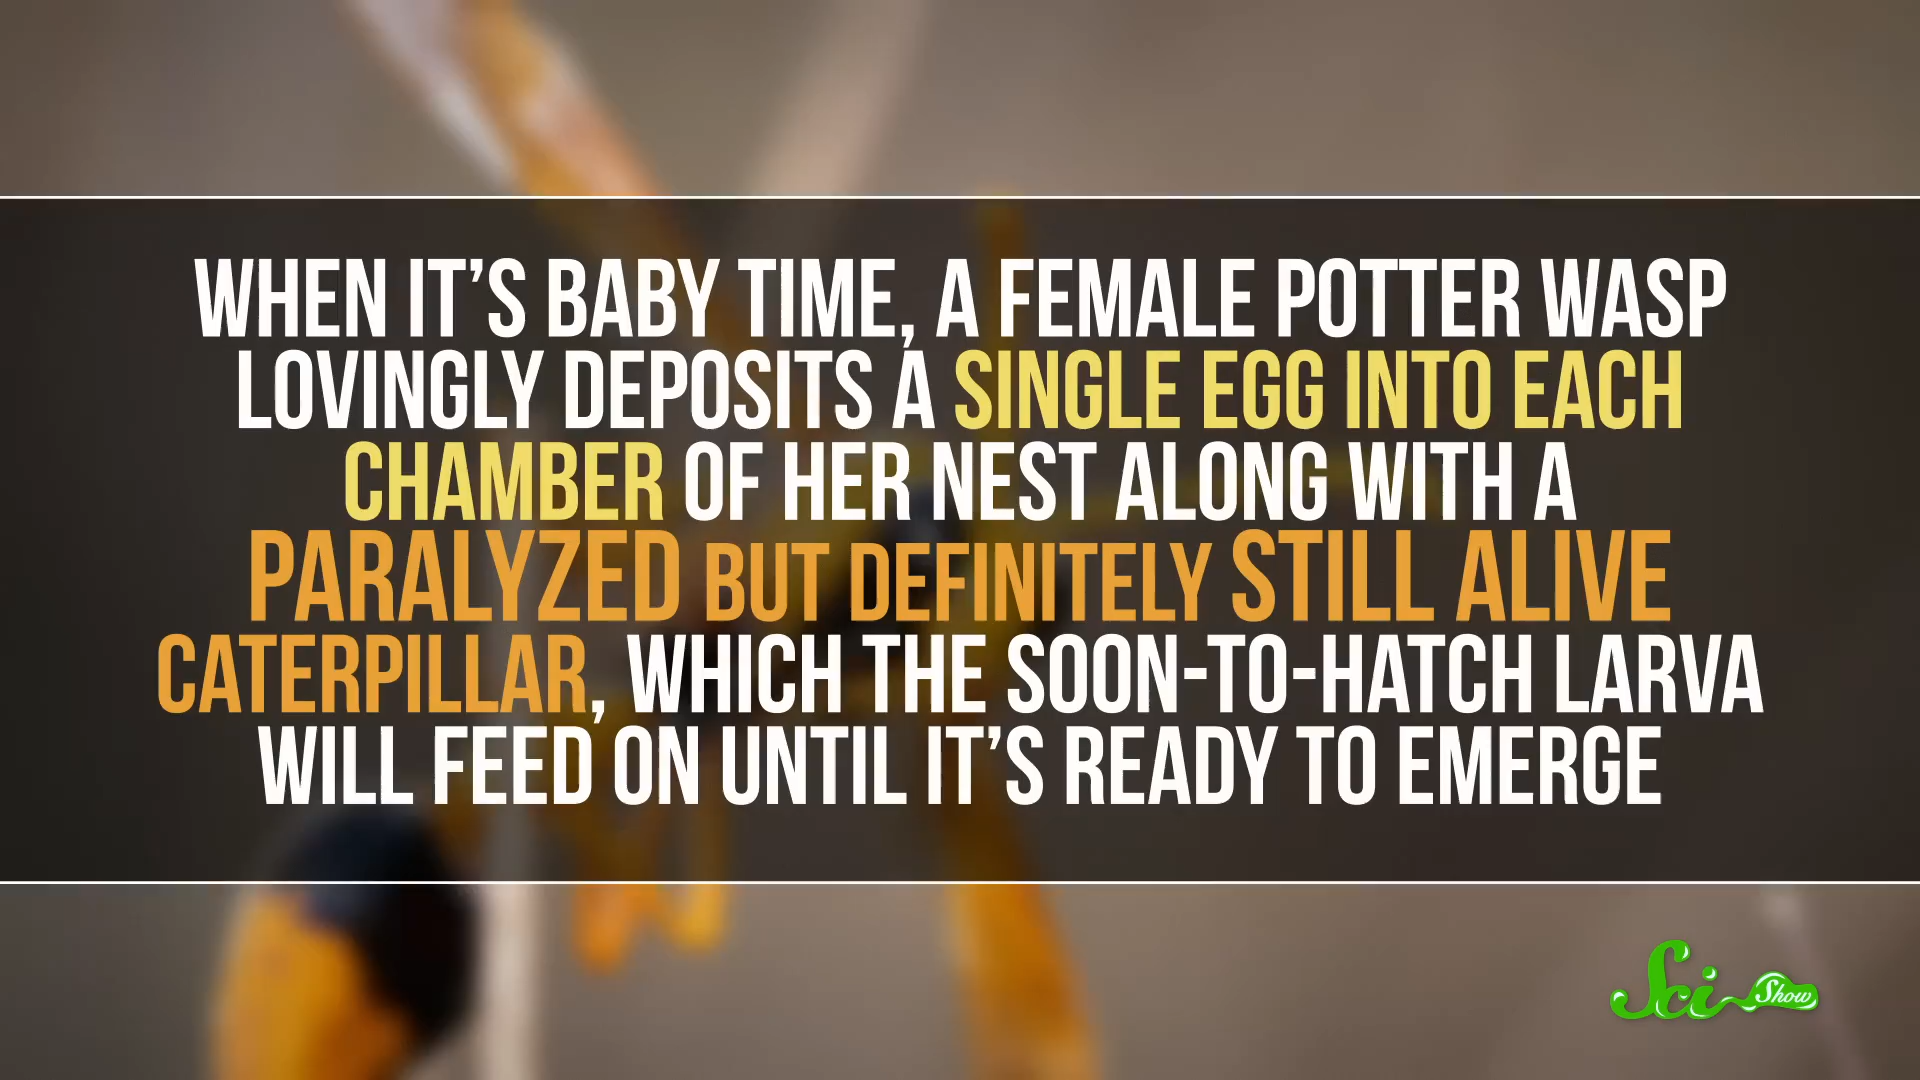 WHEN IT’S BABY TIME, A FEMALE POTTER WASP
LOVINGLY DEPOSITS A SINGLE EGG INTO EACH
CHAMBER OF HER NEST ALONG WITH A
PARALYZED BUT DEFINITELY STILL ALIVE
CATERPILLAR, WHICH THE SOON-TO-HATCH LARVA
WILL FEED ON UNTIL IT’S READY TO EMERGE
Sci Show